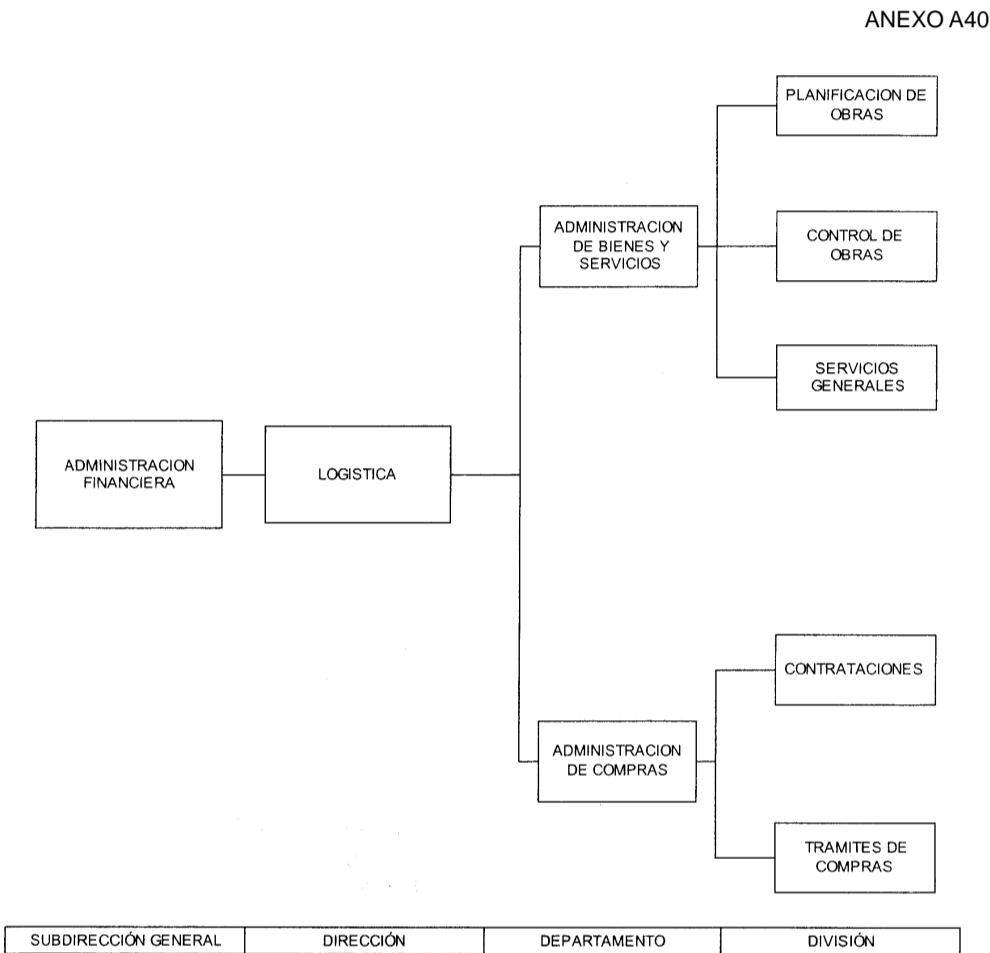 ANEXO A40
PLANIFICACION DE
OBRAS
ADMINISTRACION
DE BIENES Y
SERVICIOS
CONTROL DE
OBRAS
SERVICIOS
GENERALES
ADMINISTRACION
FINANCIERA
LOGISTICA
CONTRATACIONES
ADMINISTRACION
DE COMPRAS
TRAMITES DE
COMPRAS
SUBDIRECCIÓN GENERAL
DIRECCIÓN
DEPARTAMENTO
DIVISIÓN